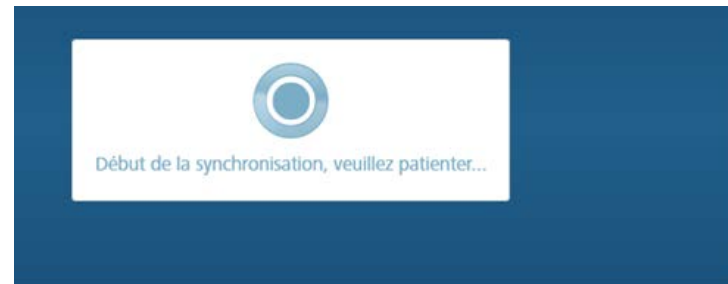 Début de la synchronisation, veuillez patienter...